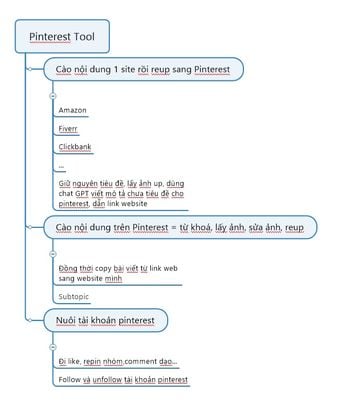 Pinterest Tool
Cào nội dung 1 site rồi reup sang Pinterest
Amazon
Fiverr
Clickbank
...
Giữ nguyên tiêu đề, lấy ảnh up, dùng
chat GPT viết mô tả chưa tiêu đề cho
pinterest, dẫn link website
Cào nội dung trên Pinterest = từ khoá, lấy ảnh, sửa ảnh, reup
Đồng thời copy bài viết từ link web
sang website mình
Subtopic
Nuôi tài khoản pinterest
Đi like, repin nhóm,comment dạo...
Follow và unfollow tài khoản pinterest